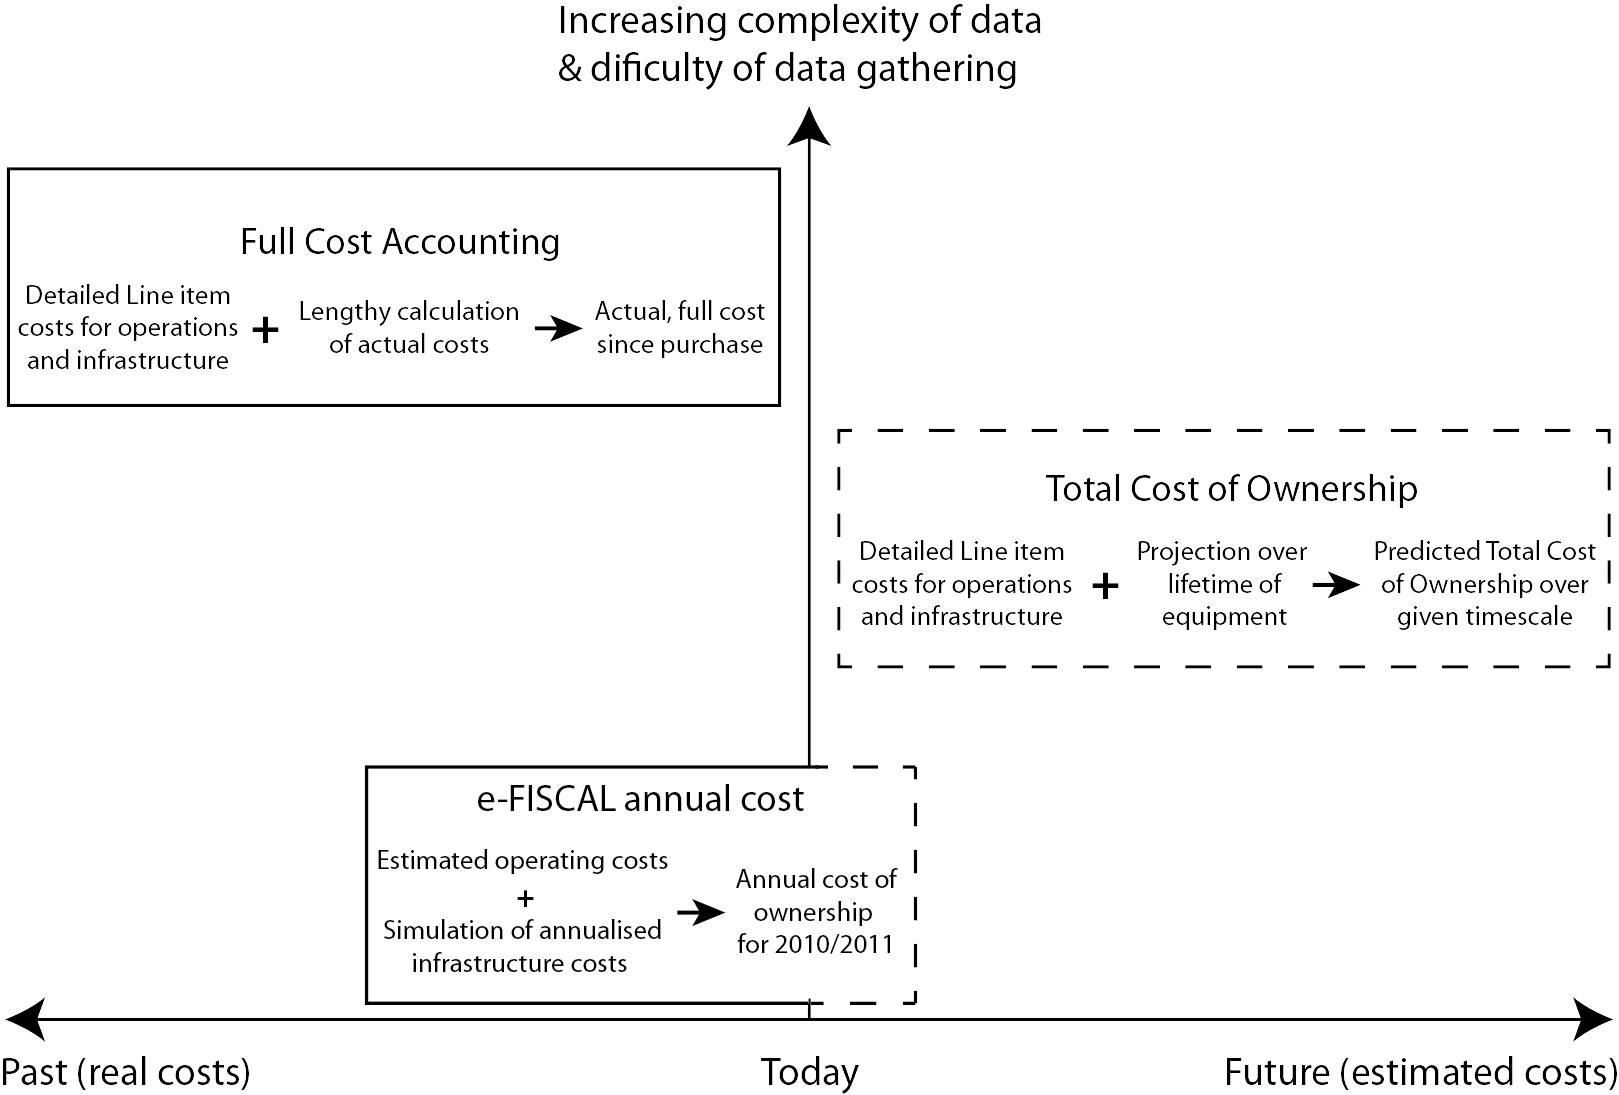 Increasing complexity of data
& dificulty of data gathering
Full Cost Accounting
Detailed Line item
costs for operations
and infrastructure
+
Lengthy calculation
of actual costs
Actual, full cost
since purchase
Total Cost of Ownership
Detailed Line item
costs for operations
and infrastructure
+
Projection over
lifetime of
equipment
Predicted Total Cost
of Ownership over
given timescale
e-FISCAL annual cost
Estimated operating costs
+
Simulation of annualised
infrastructure costs
Annual cost of
ownership
for 2010/2011
Past (real costs)
Today
Future (estimated costs)